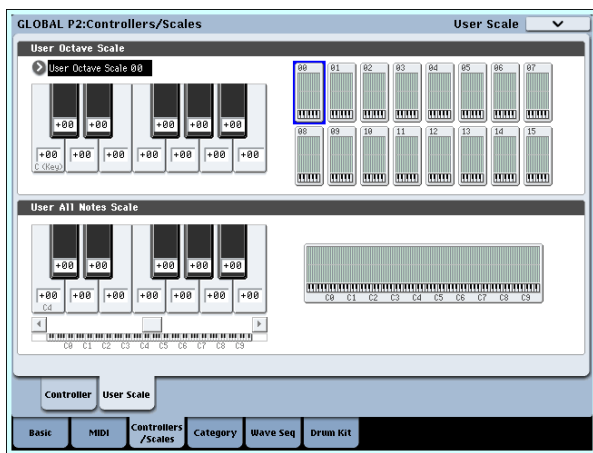 GLOBAL P2:Controllers/Scales User Scale
User Octave Scale
User Octave Scale 00
00 01 02 03 04 05 06 07
+00 +00 +00 +00 +00
+00 +00 +00 +00 +00 +00 +00
C (Key)
08 09 10 11 12 13 14 15
User All Notes Scale
+00 +00 +00 +00 +00
+00 +00 +00 +00 +00 +00 +00
C4
C0 C1 C2 C3 C4 C5 C6 C7 C8 C9
C0 C1 C2 C3 C4 C5 C6 C7 C8 C9
Controller User Scale
Basic MIDI Controllers /Scales Category Wave Seq Drum Kit